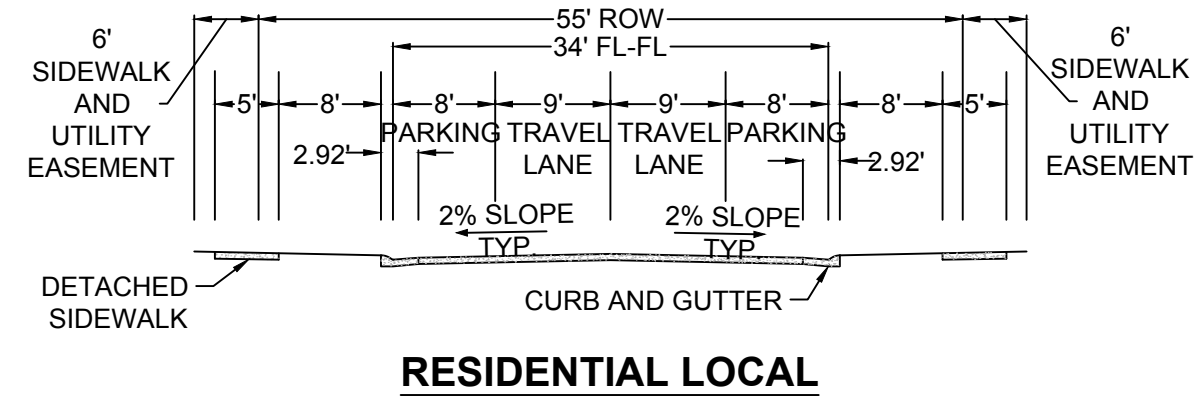 55' ROW
34' FL-FL
6'
SIDEWALK
AND
UTILITY
EASEMENT
6'
SIDEWALK
AND
UTILITY
EASEMENT
5' 8' 8' 9' 9' 8' 8' 5'
PARKING TRAVEL TRAVEL PARKING
LANE LANE
2.92' 2.92'
2% SLOPE 2% SLOPE
TYP. TYP.
DETACHED
SIDEWALK
CURB AND GUTTER
RESIDENTIAL LOCAL